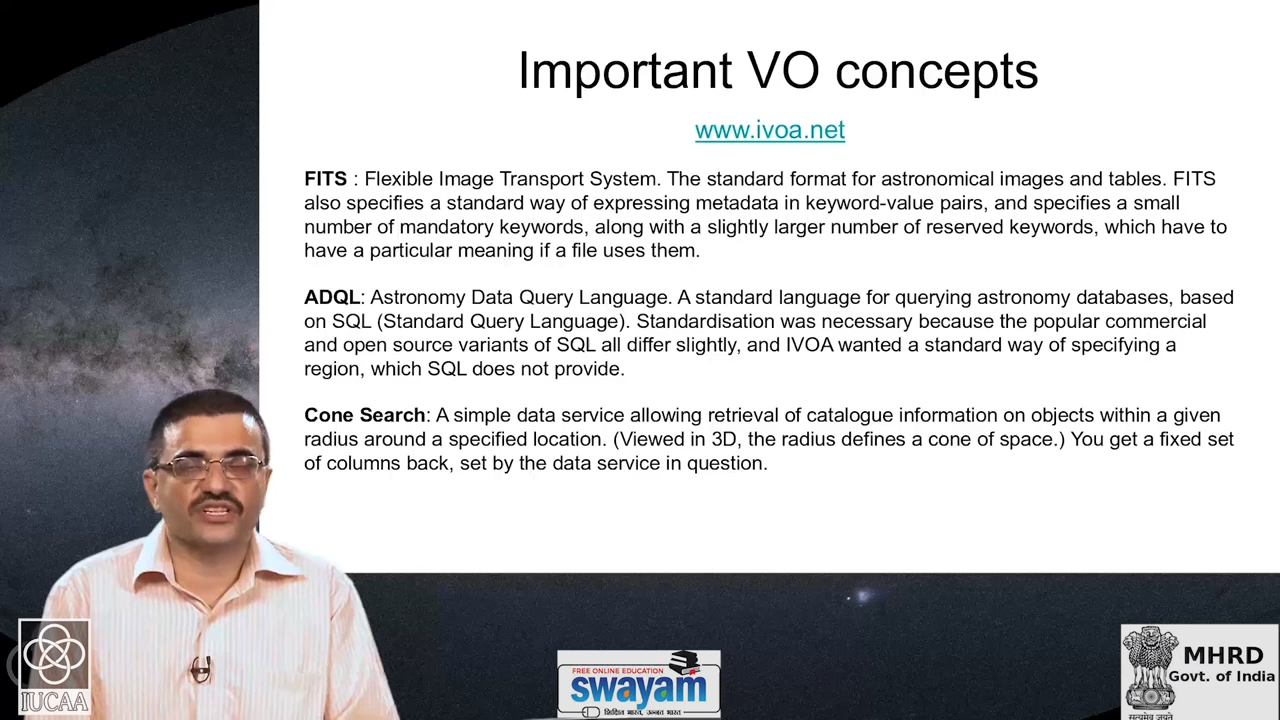 Important VO concepts
www.ivoa.net
FITS : Flexible Image Transport System. The standard format for astronomical images and tables. FITS
also specifies a standard way of expressing metadata in keyword-value pairs, and specifies a small
number of mandatory keywords, along with a slightly larger number of reserved keywords, which have to
have a particular meaning if a file uses them.
ADQL: Astronomy Data Query Language. A standard language for querying astronomy databases, based
on SQL (Standard Query Language). Standardisation was necessary because the popular commercial
and open source variants of SQL all differ slightly, and IVOA wanted a standard way of specifying a
region, which SQL does not provide.
Cone Search: A simple data service allowing retrieval of catalogue information on objects within a given
radius around a specified location. (Viewed in 3D, the radius defines a cone of space.) You get a fixed set
of columns back, set by the data service in question.
IUCAA
FREE ONLINE EDUCATION
swayam
शिक्षित भारत, उन्नत भारत
MHRD
Govt. of India
सत्यमेव जयते